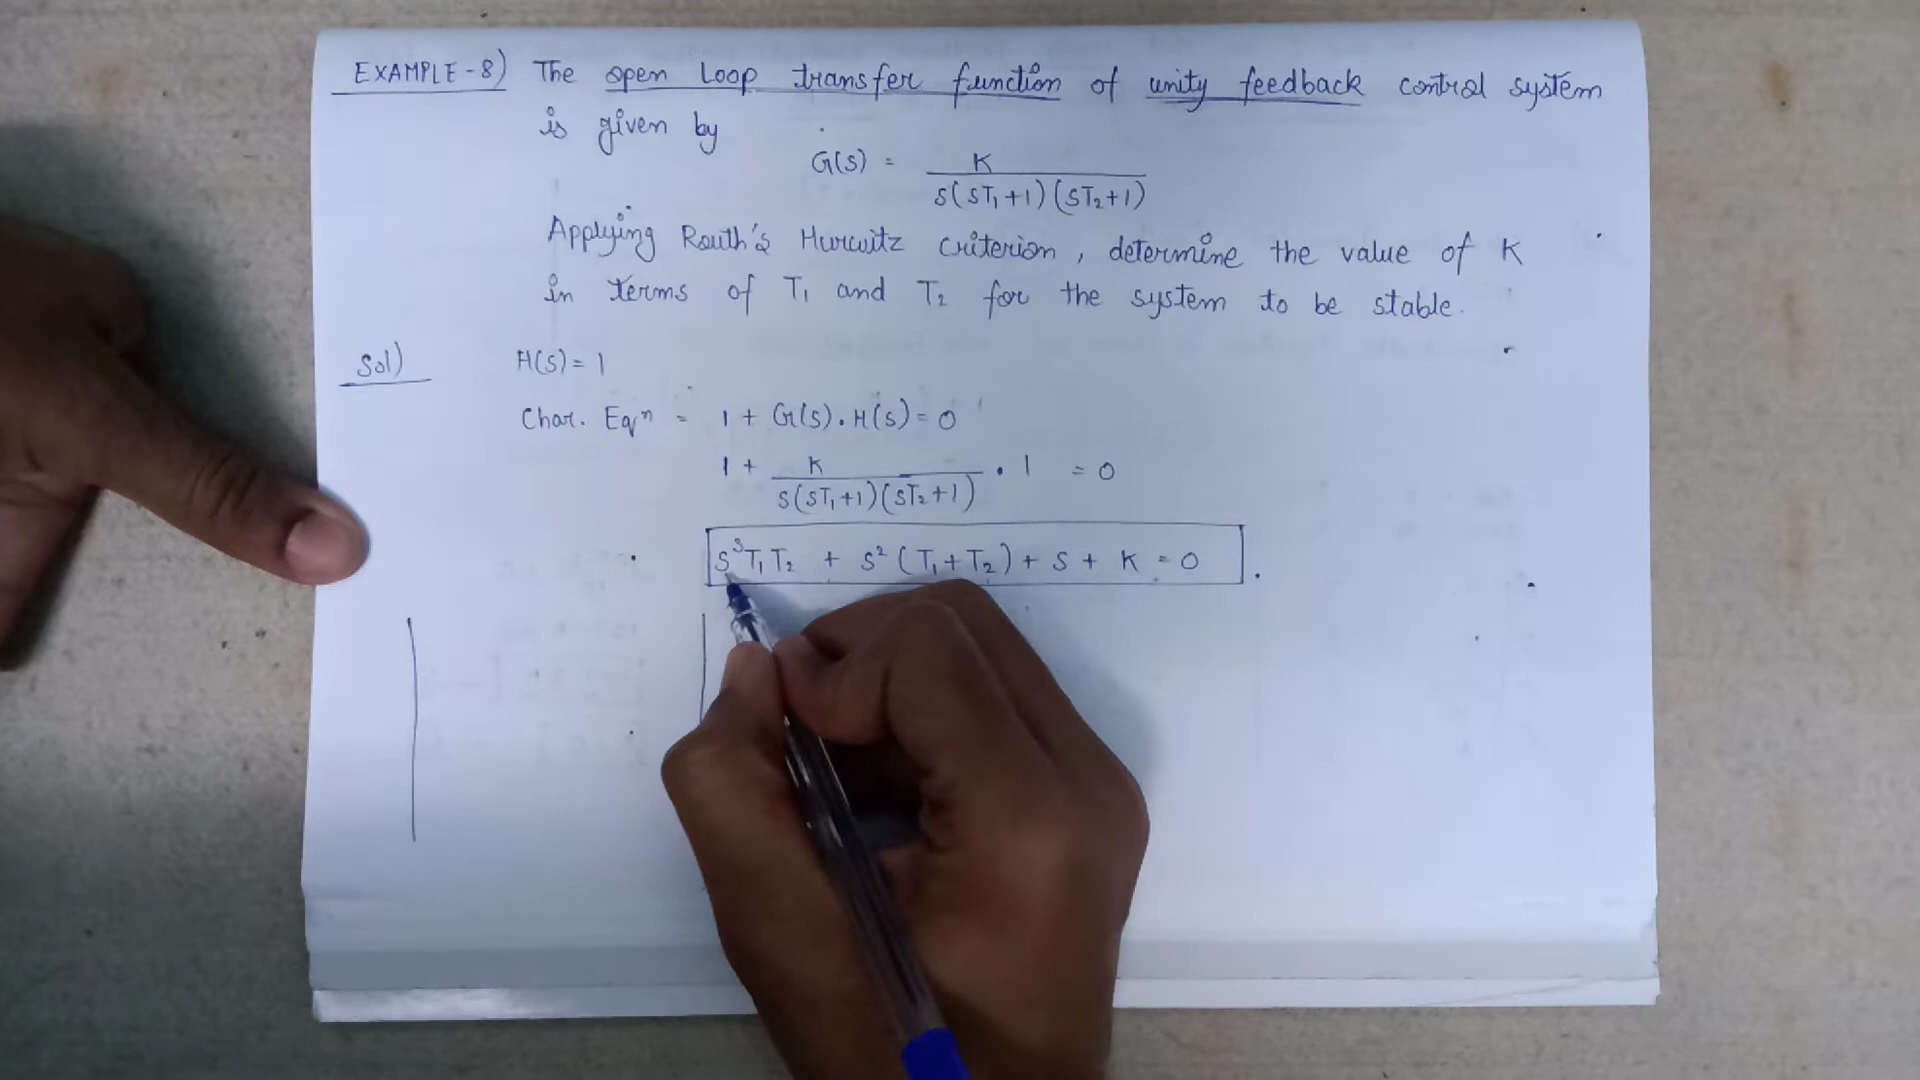 EXAMPLE-8) The open Loop transfer function of unity feedback control system
is given by
G(s) = K / s(sT₁+1)(sT₂+1)
Applying Routh's Hurwitz criterion, determine the value of K
in terms of T₁ and T₂ for the system to be stable.
Sol) H(s) = 1
Char. Eqⁿ = 1 + G(s).H(s) = 0
1 + K / s(sT₁+1)(sT₂+1) . 1 = 0
s³T₁T₂ + s²(T₁+T₂) + s + K = 0